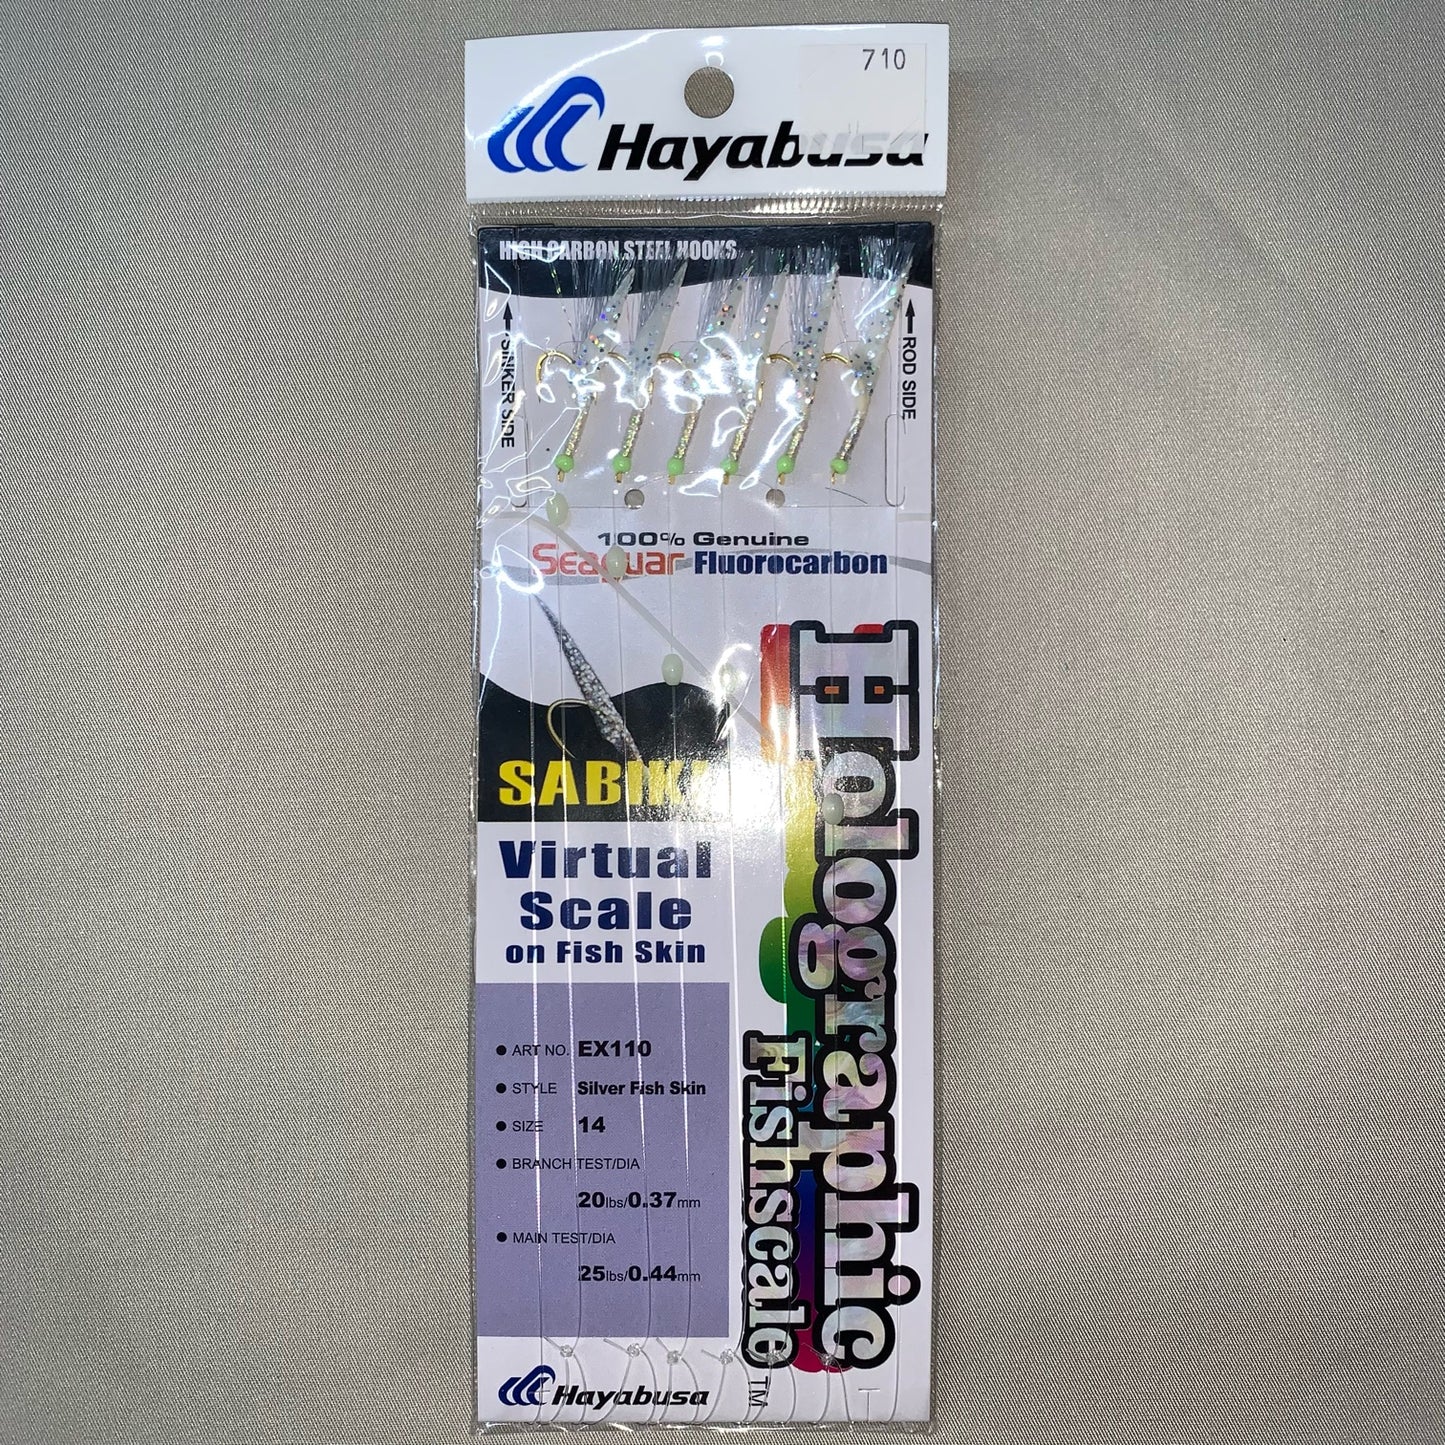 710
Hayabusa
HIGH CARBON STEEL HOOKS
SINKER SIDE
ROD SIDE
100% Genuine
Seaguar Fluorocarbon
SABIKI
Virtual
Scale
on Fish Skin
Holographic
Fishscale TM
ART NO. EX110
STYLE Silver Fish Skin
SIZE 14
BRANCH TEST/DIA
20lbs/0.37mm
MAIN TEST/DIA
25lbs/0.44mm
Hayabusa